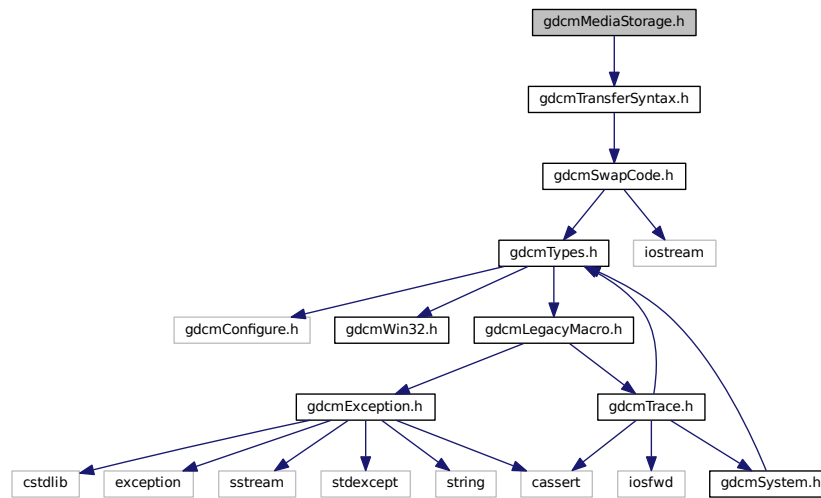 gdcmMediaStorage.h
gdcmTransferSyntax.h
gdcmSwapCode.h
gdcmTypes.h
iostream
gdcmConfigure.h
gdcmWin32.h
gdcmLegacyMacro.h
gdcmException.h
gdcmTrace.h
cstdlib
exception
sstream
stdexcept
string
cassert
iosfwd
gdcmSystem.h